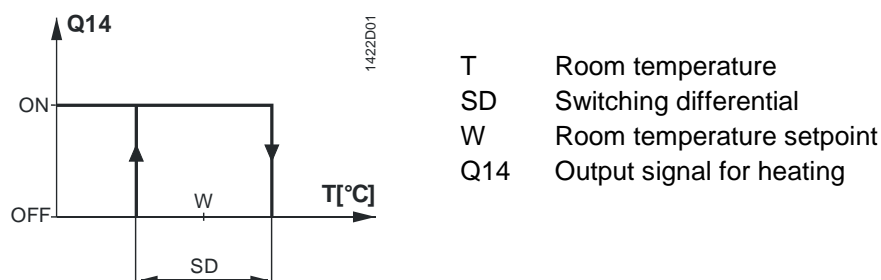 Q14
1422D01
ON
W
T[°C]
OFF
SD
T Room temperature
SD Switching differential
W Room temperature setpoint
Q14 Output signal for heating